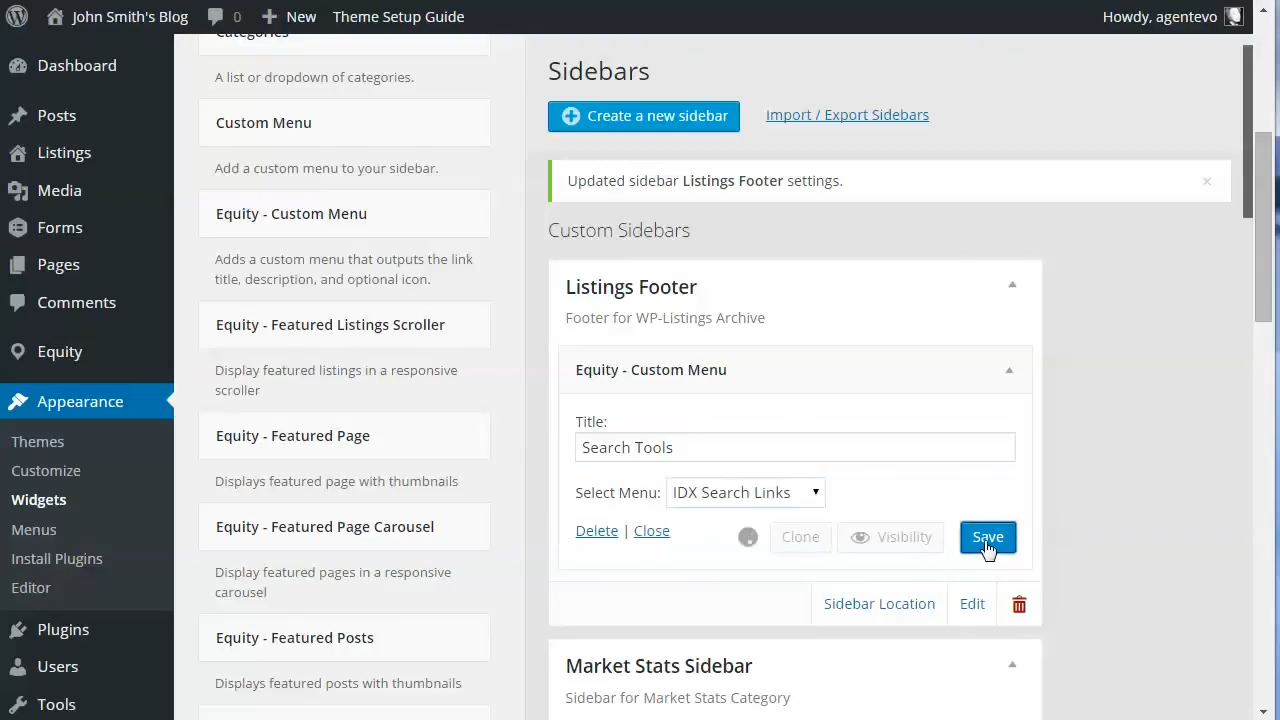 John Smith's Blog 0 New Theme Setup Guide Howdy, agentevo
Dashboard
Posts
Listings
Media
Forms
Pages
Comments
Equity
Appearance
Themes
Customize
Widgets
Menus
Install Plugins
Editor
Plugins
Users
Tools
Categories
A list or dropdown of categories.
Custom Menu
Add a custom menu to your sidebar.
Equity - Custom Menu
Adds a custom menu that outputs the link
title, description, and optional icon.
Equity - Featured Listings Scroller
Display featured listings in a responsive
scroller
Equity - Featured Page
Displays featured page with thumbnails
Equity - Featured Page Carousel
Display featured pages in a responsive
carousel
Equity - Featured Posts
Displays featured posts with thumbnails
Sidebars
Create a new sidebar Import / Export Sidebars
Updated sidebar Listings Footer settings.
Custom Sidebars
Listings Footer
Footer for WP-Listings Archive
Equity - Custom Menu
Title:
Search Tools
Select Menu: IDX Search Links
Delete | Close Clone Visibility Save
Sidebar Location Edit
Market Stats Sidebar
Sidebar for Market Stats Category